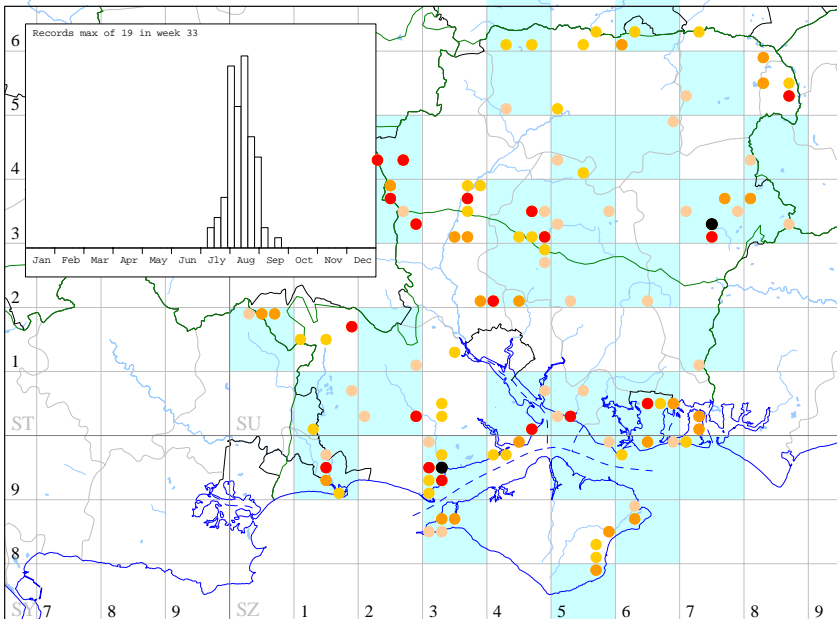 6
Records max of 19 in week 33
5
4
3
Jan Feb Mar Apr May Jun Jly Aug Sep Oct Nov Dec
2
1
ST SU
9
8
SY 7 8 9 SZ 1 2 3 4 5 6 7 8 9